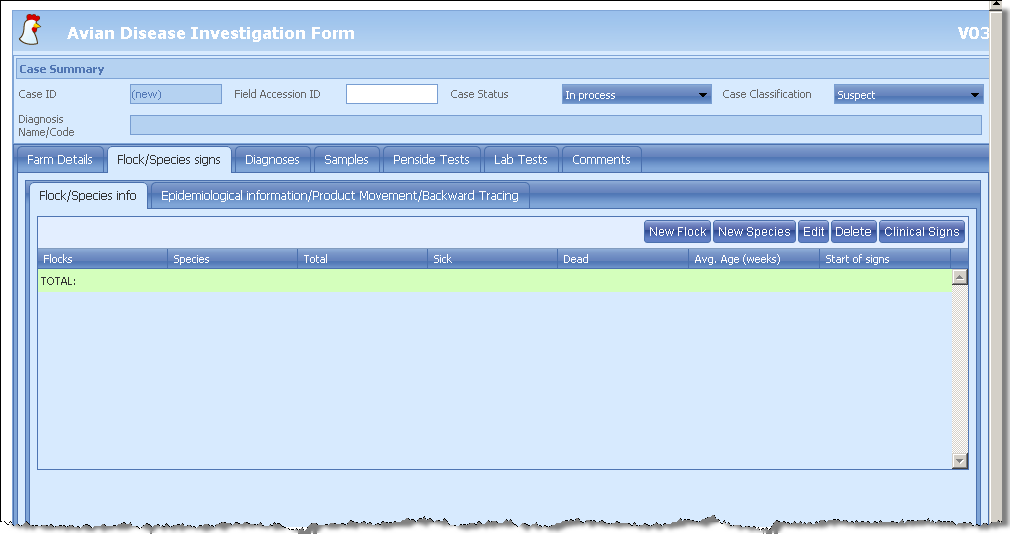 Avian Disease Investigation Form V03
Case Summary
Case ID (new) Field Accession ID Case Status In process Case Classification Suspect
Diagnosis
Name/Code
Farm Details Flock/Species signs Diagnoses Samples Penside Tests Lab Tests Comments
Flock/Species info Epidemiological information/Product Movement/Backward Tracing
New Flock New Species Edit Delete Clinical Signs
Flocks Species Total Sick Dead Avg. Age (weeks) Start of signs
TOTAL: